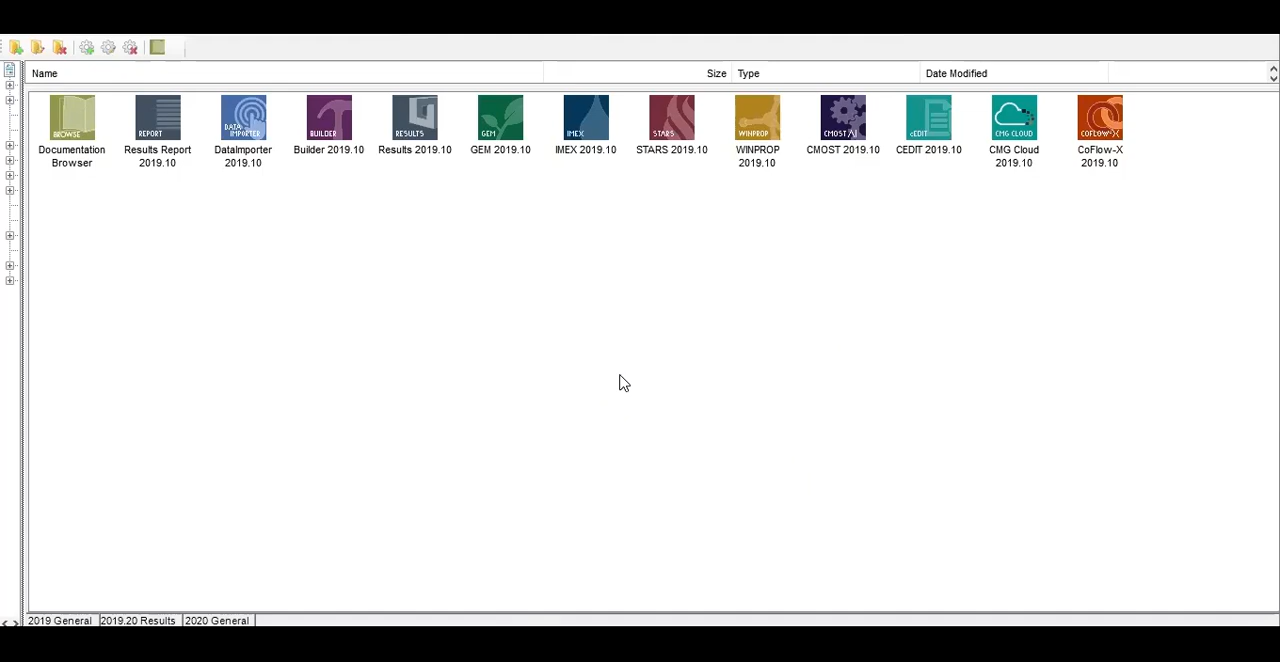 Name Size Type Date Modified
BROWSE REPORT DATA IMPORTER BUILDER RESULTS GEM IMEX STARS WINPROP CMOST AI cEDIT CMG CLOUD COFLOW-X
Documentation Results Report DataImporter Builder 2019.10 Results 2019.10 GEM 2019.10 IMEX 2019.10 STARS 2019.10 WINPROP CMOST 2019.10 CEDIT 2019.10 CMG Cloud CoFlow-X
Browser 2019.10 2019.10 2019.10 2019.10 2019.10
2019 General 2019.20 Results 2020 General